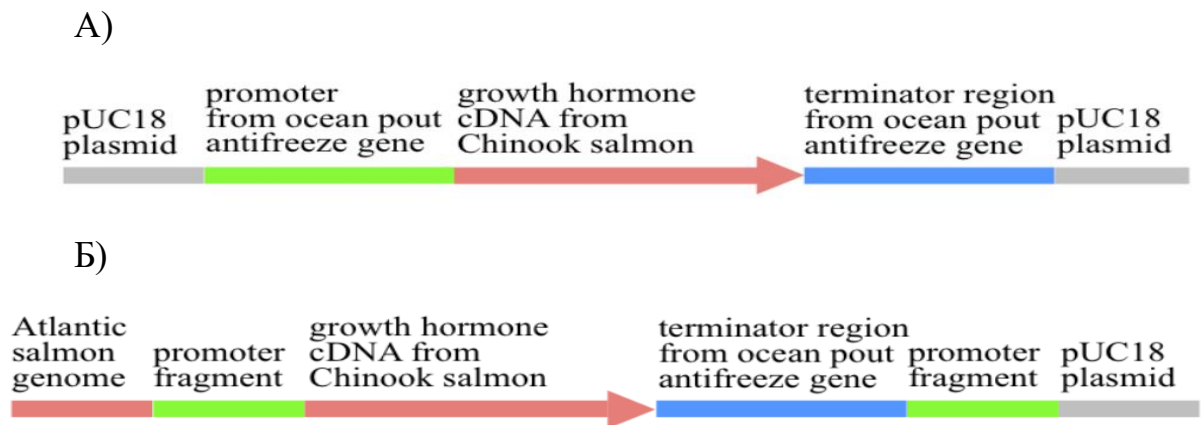 А)
pUC18
plasmid
promoter
from ocean pout
antifreeze gene
growth hormone
cDNA from
Chinook salmon
terminator region
from ocean pout
antifreeze gene
pUC18
plasmid
Б)
Atlantic
salmon
genome
promoter
fragment
growth hormone
cDNA from
Chinook salmon
terminator region
from ocean pout
antifreeze gene
promoter
fragment
pUC18
plasmid